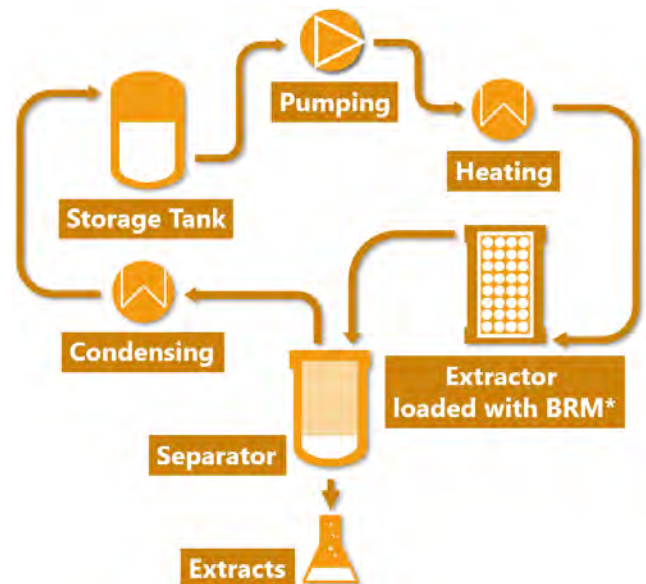 Pumping
Heating
Storage Tank
Condensing
Extractor
loaded with BRM*
Separator
Extracts